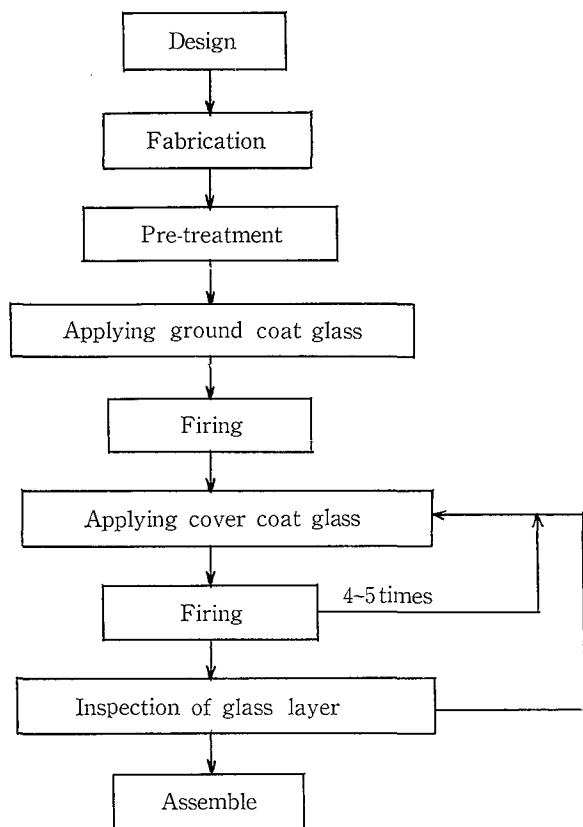 Design
Fabrication
Pre-treatment
Applying ground coat glass
Firing
Applying cover coat glass
Firing
4~5 times
Inspection of glass layer
Assemble